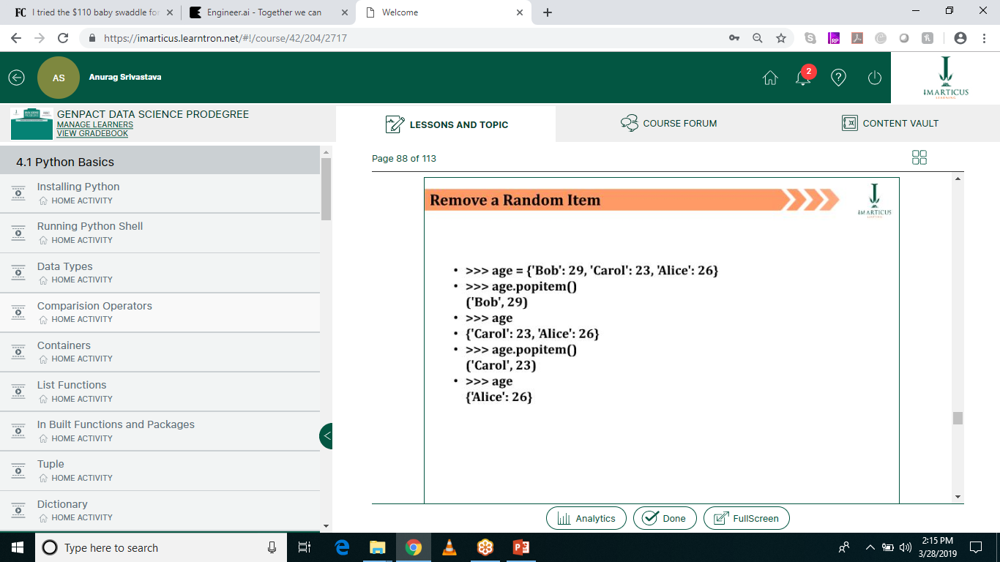 I tried the $110 baby swaddle for
Engineer.ai - Together we can
Welcome
https://imarticus.learntron.net/#!/course/42/204/2717
AS
Anurag Srivastava
2
IMARTICUS
LEARNING
GENPACT DATA SCIENCE PRODEGREE
MANAGE LEARNERS
VIEW GRADEBOOK
LESSONS AND TOPIC
COURSE FORUM
CONTENT VAULT
4.1 Python Basics
Installing Python
HOME ACTIVITY
Running Python Shell
HOME ACTIVITY
Data Types
HOME ACTIVITY
Comparision Operators
HOME ACTIVITY
Containers
HOME ACTIVITY
List Functions
HOME ACTIVITY
In Built Functions and Packages
HOME ACTIVITY
Tuple
HOME ACTIVITY
Dictionary
HOME ACTIVITY
Page 88 of 113
Remove a Random Item
IMARTICUS
LEARNING
• >>> age = {'Bob': 29, 'Carol': 23, 'Alice': 26}
• >>> age.popitem()
('Bob', 29)
• >>> age
• {'Carol': 23, 'Alice': 26}
• >>> age.popitem()
('Carol', 23)
• >>> age
{'Alice': 26}
Analytics
Done
FullScreen
Type here to search
2:15 PM
3/28/2019